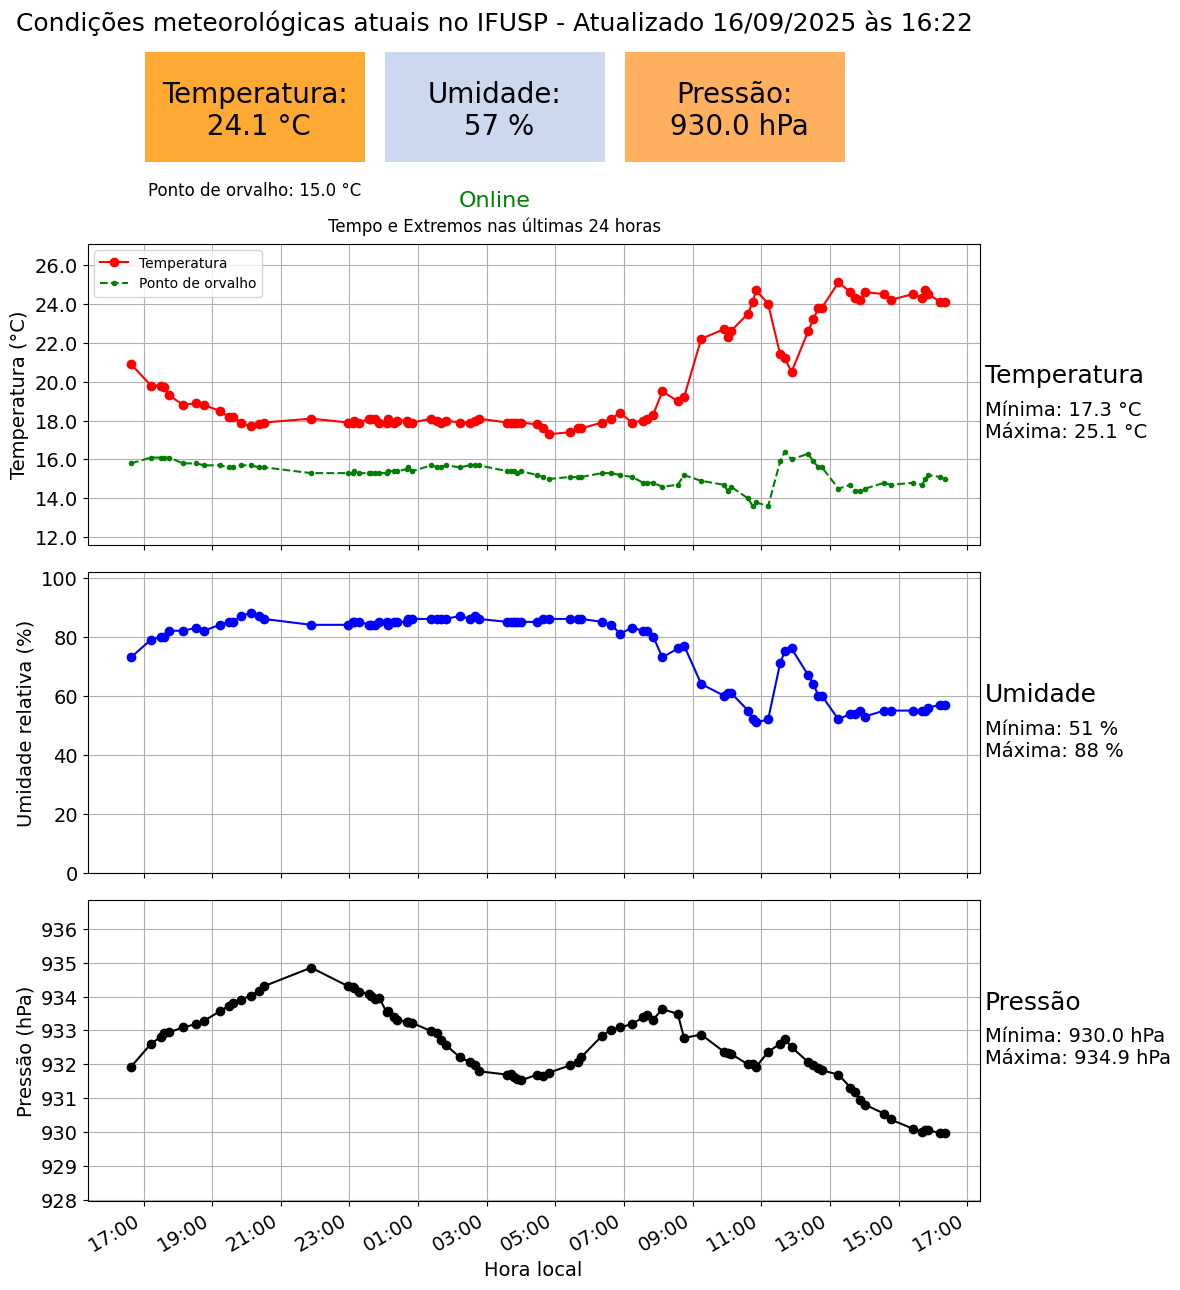 Condições meteorológicas atuais no IFUSP - Atualizado 16/09/2025 às 16:22
Temperatura:
24.1 °C
Umidade:
57 %
Pressão:
930.0 hPa
Ponto de orvalho: 15.0 °C
Online
Tempo e Extremos nas últimas 24 horas
Temperatura
Ponto de orvalho
Temperatura (°C)
26.0
24.0
22.0
20.0
18.0
16.0
14.0
12.0
Temperatura
Mínima: 17.3 °C
Máxima: 25.1 °C
Umidade relativa (%)
100
80
60
40
20
0
Umidade
Mínima: 51 %
Máxima: 88 %
Pressão (hPa)
936
935
934
933
932
931
930
929
928
Pressão
Mínima: 930.0 hPa
Máxima: 934.9 hPa
17:00 19:00 21:00 23:00 01:00 03:00 05:00 07:00 09:00 11:00 13:00 15:00 17:00
Hora local